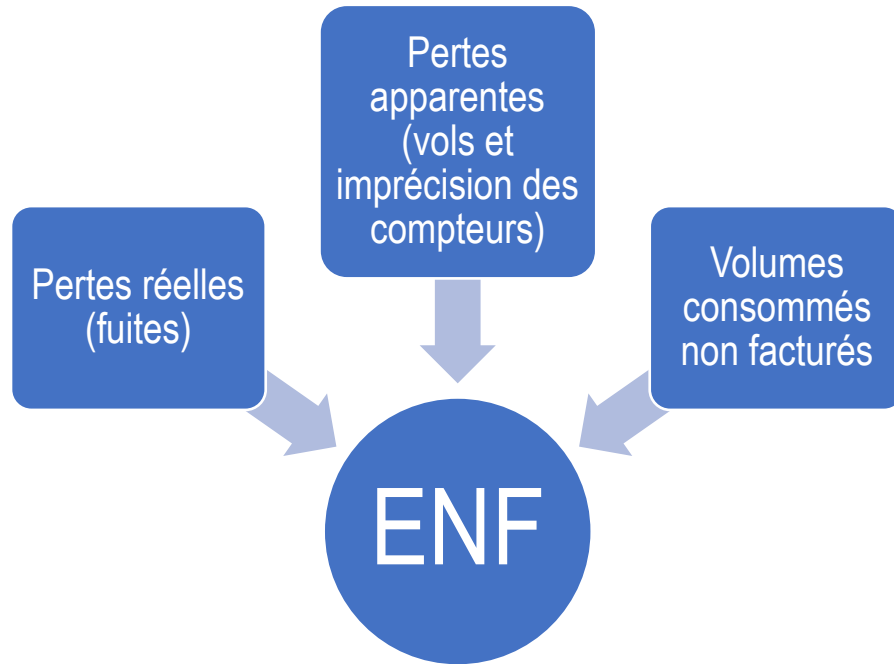 Pertes
apparentes
(vols et
imprécision des
compteurs)
Pertes réelles
(fuites)
Volumes
consommés
non facturés
ENF